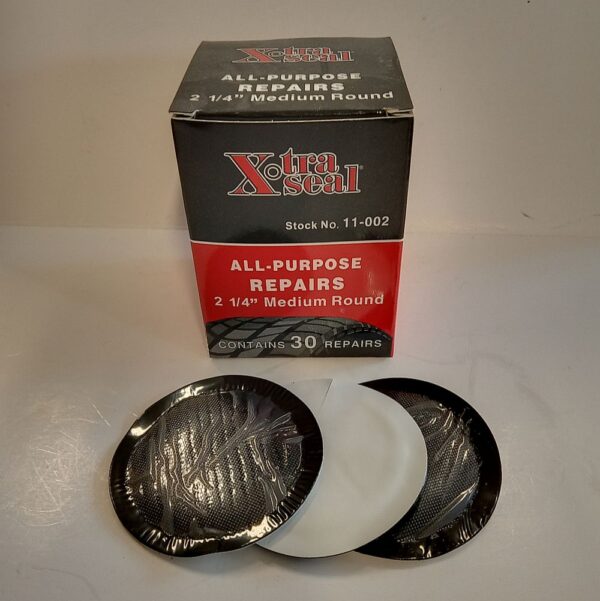 X-tra
seal
ALL-PURPOSE
REPAIRS
2 1/4" Medium Round
X-tra
seal®
Stock No. 11-002
ALL-PURPOSE
REPAIRS
2 1/4" Medium Round
CONTAINS 30 REPAIRS